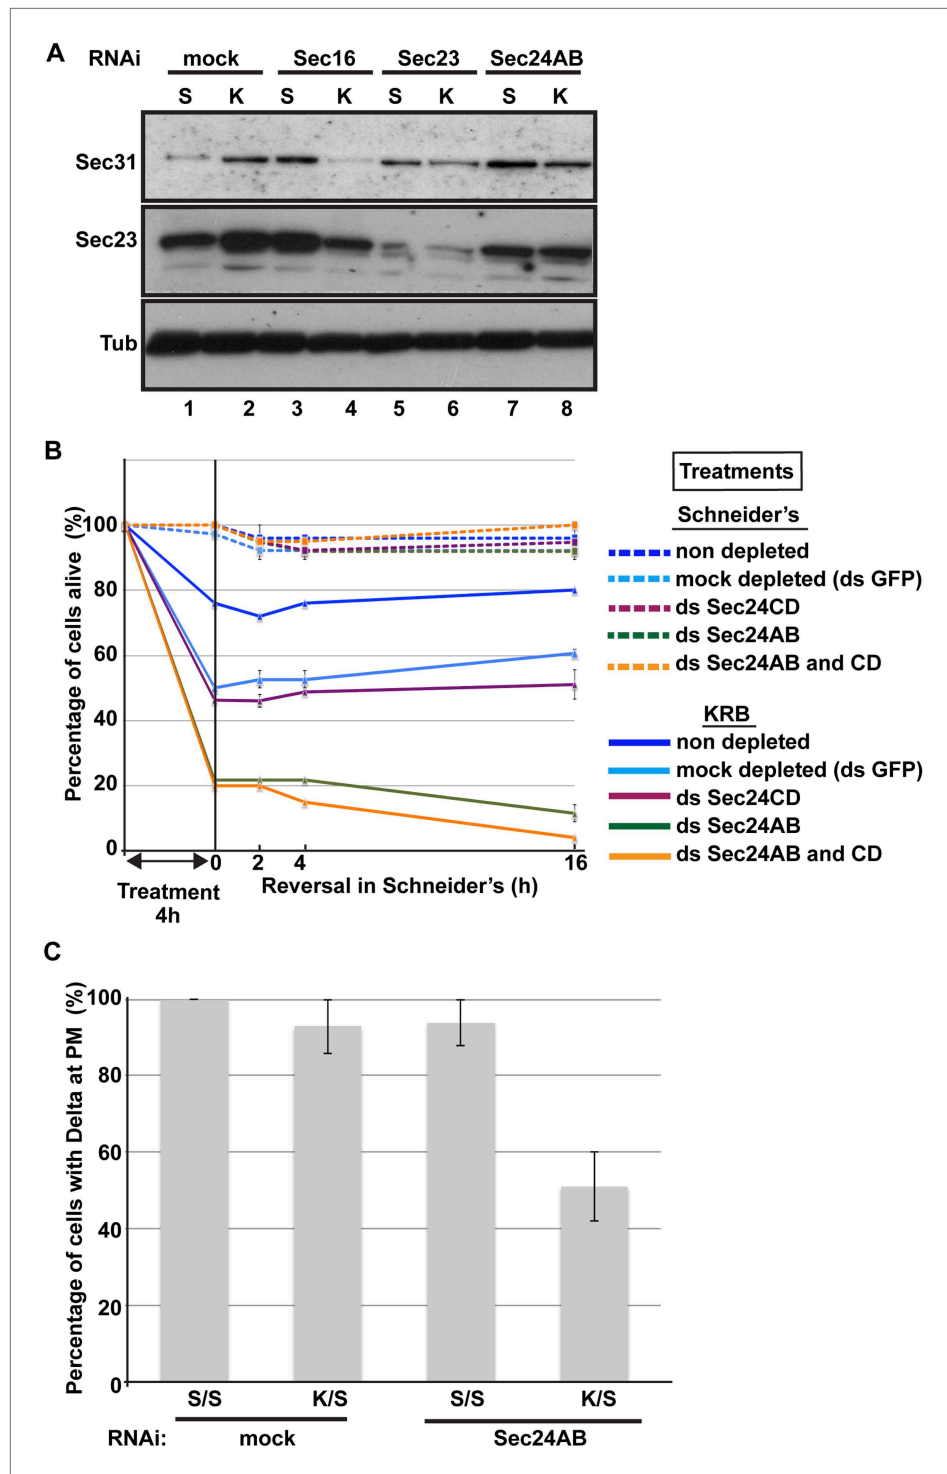 A
RNAi mock Sec16 Sec23 Sec24AB
S K S K S K S K
Sec31
Sec23
Tub
1 2 3 4 5 6 7 8
B
Percentage of cells alive (%)
100
80
60
40
20
0
0 2 4 16
Treatment
4h
Reversal in Schneider's (h)
Treatments
Schneider's
non depleted
mock depleted (ds GFP)
ds Sec24CD
ds Sec24AB
ds Sec24AB and CD
KRB
non depleted
mock depleted (ds GFP)
ds Sec24CD
ds Sec24AB
ds Sec24AB and CD
C
Percentage of cells with Delta at PM (%)
100
80
60
40
20
0
S/S K/S S/S K/S
RNAi: mock Sec24AB